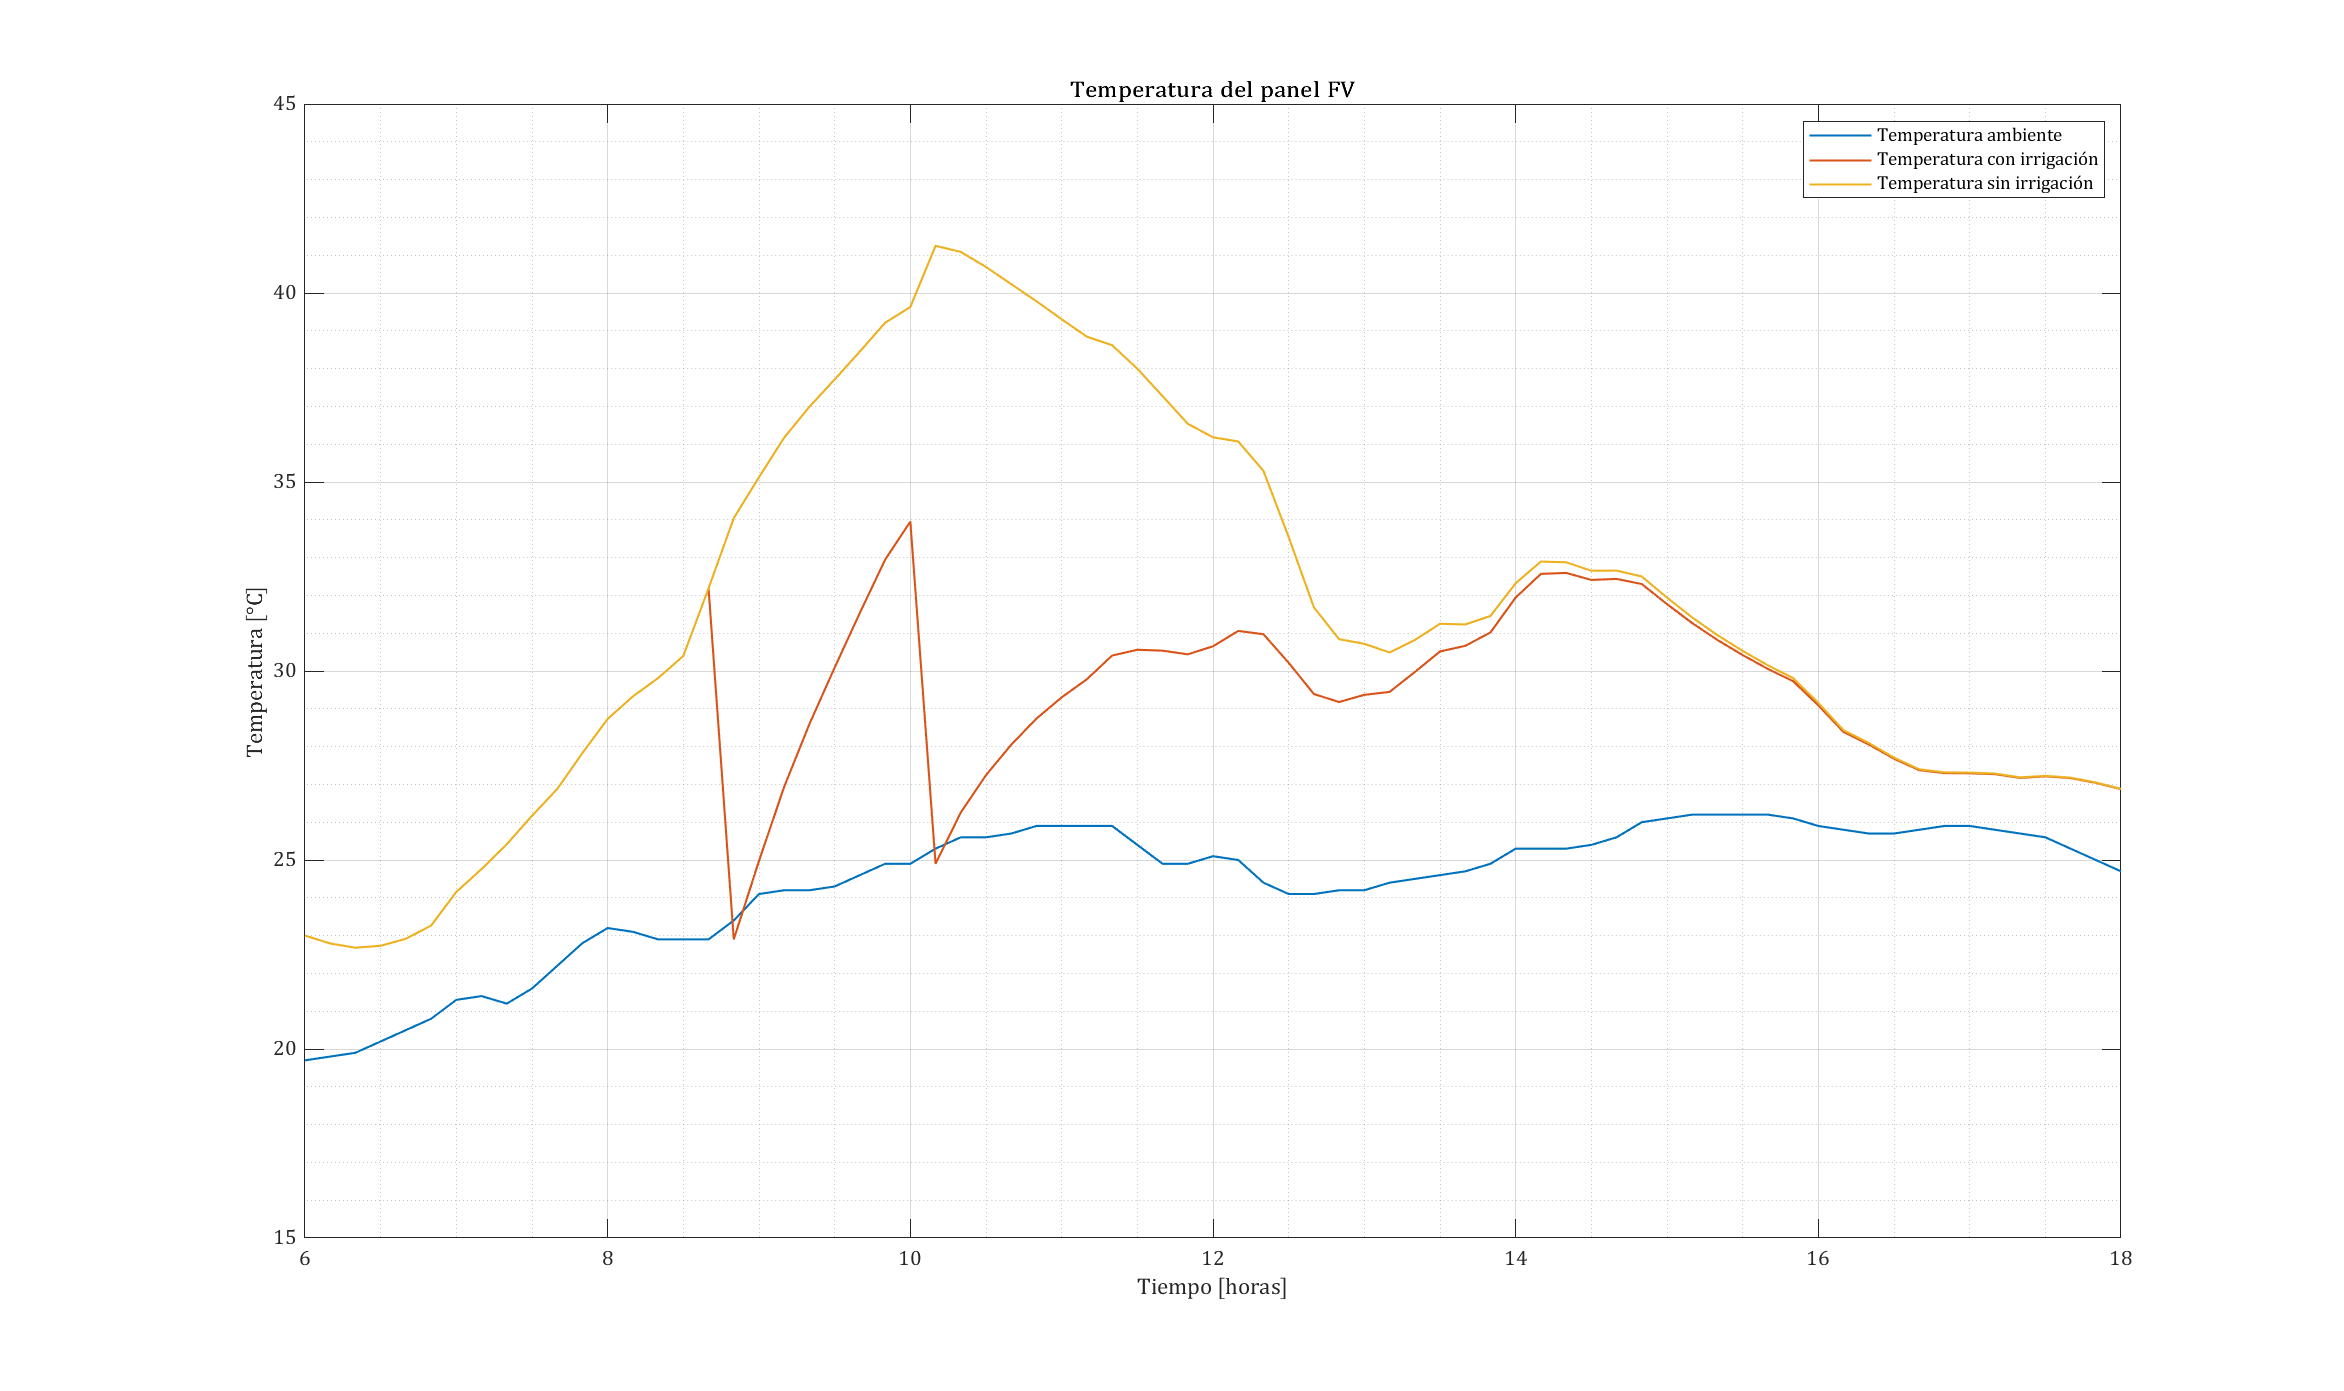 Temperatura del panel FV
45
40
35
30
25
20
15
Temperatura [°C]
Temperatura ambiente
Temperatura con irrigación
Temperatura sin irrigación
6 8 10 12 14 16 18
Tiempo [horas]